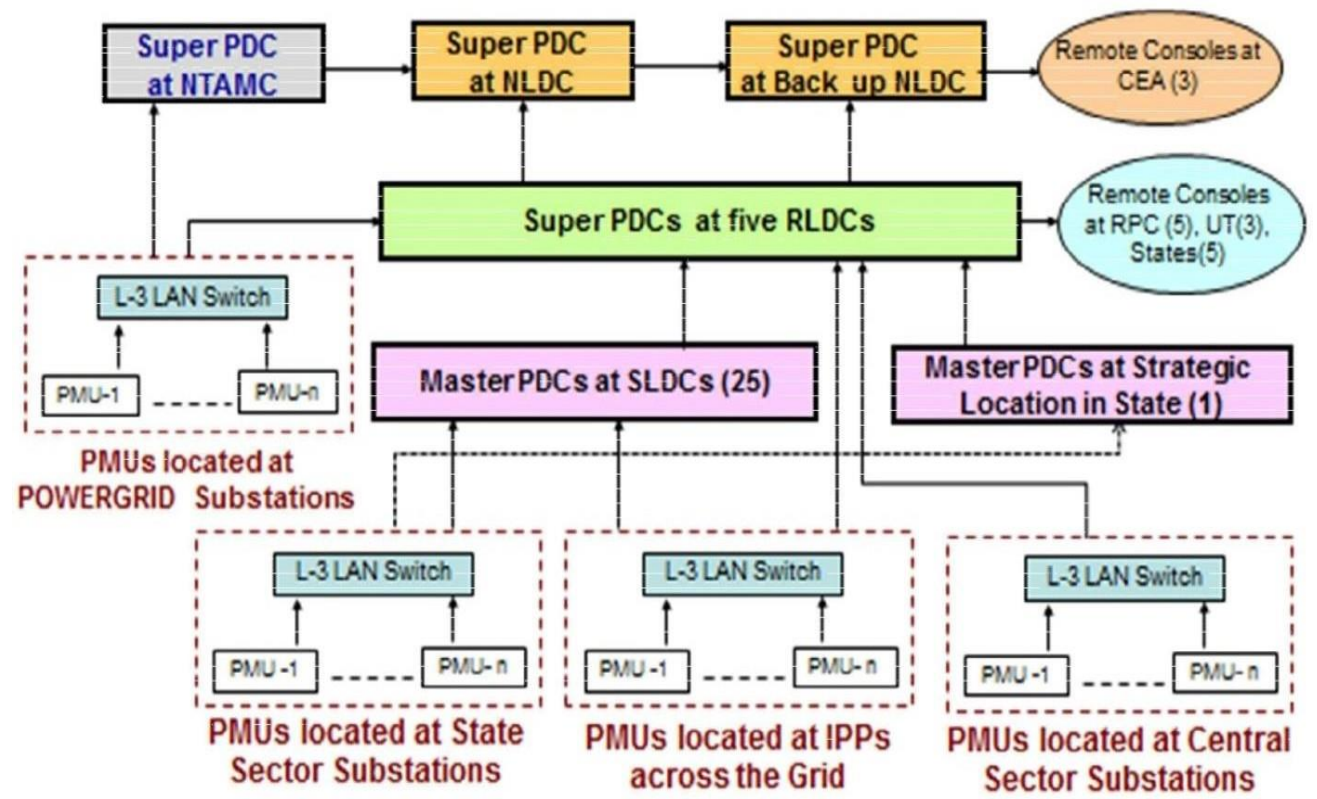 Super PDC
at NTAMC
Super PDC
at NLDC
Super PDC
at Back up NLDC
Remote Consoles at
CEA (3)
Super PDCs at five RLDCs
Remote Consoles
at RPC (5), UT(3),
States(5)
L-3 LAN Switch
PMU-1
PMU-n
PMUs located at
POWERGRID Substations
MasterPDCs at SLDCs (25)
MasterPDCs at Strategic
Location in State (1)
L-3 LAN Switch
PMU -1
PMU- n
PMUs located at State
Sector Substations
L-3 LAN Switch
PMU -1
PMU- n
PMUs located at IPPs
across the Grid
L-3 LAN Switch
PMU -1
PMU- n
PMUs located at Central
Sector Substations